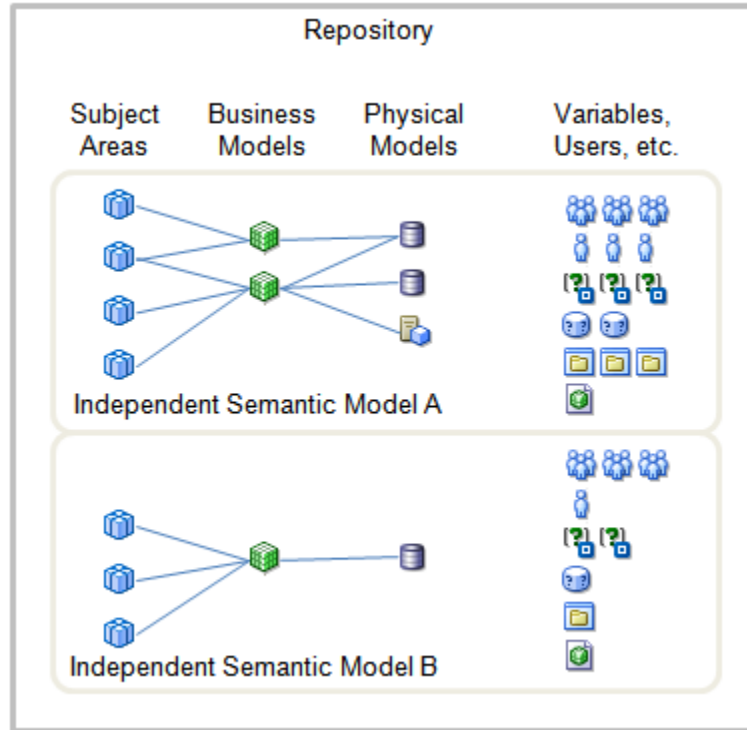 Repository
Subject Areas
Business Models
Physical Models
Variables, Users, etc.
Independent Semantic Model A
Independent Semantic Model B